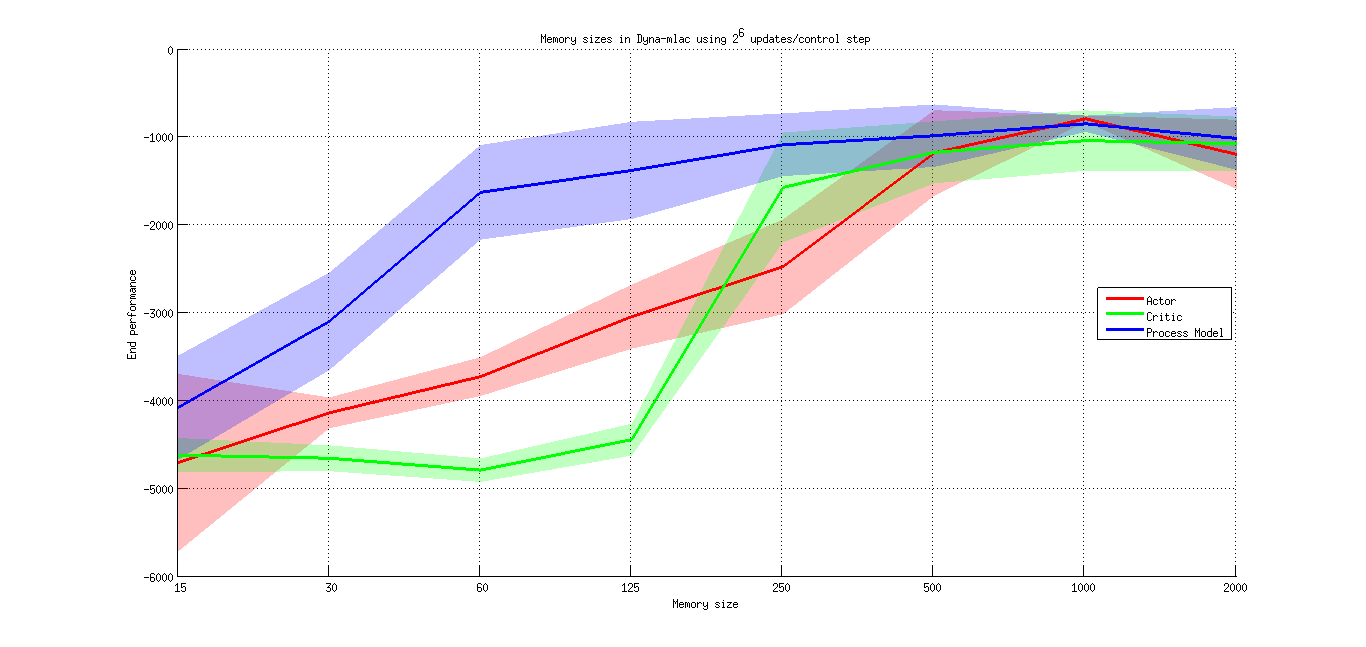 Memory sizes in Dyna-mlac using 2^6 updates/control step
0
-1000
-2000
-3000
-4000
-5000
-6000
End performance
15 30 60 125 250 500 1000 2000
Memory size
Actor
Critic
Process Model